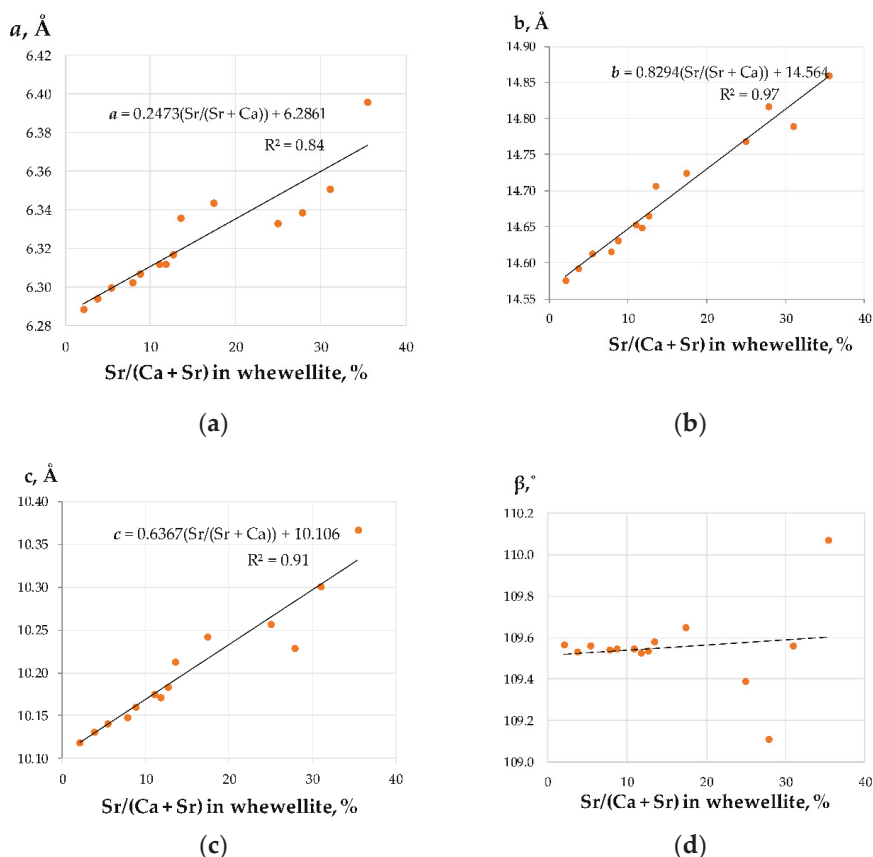 a, Å
6.42
6.40
6.38
6.36
6.34
6.32
6.30
6.28
a = 0.2473(Sr/(Sr + Ca)) + 6.2861
R² = 0.84
0 10 20 30 40
Sr/(Ca + Sr) in whewellite, %
(a)
b, Å
14.90
14.85
14.80
14.75
14.70
14.65
14.60
14.55
b = 0.8294(Sr/(Sr + Ca)) + 14.564
R² = 0.97
0 10 20 30 40
Sr/(Ca + Sr) in whewellite, %
(b)
c, Å
10.40
10.35
10.30
10.25
10.20
10.15
10.10
c = 0.6367(Sr/(Sr + Ca)) + 10.106
R² = 0.91
0 10 20 30 40
Sr/(Ca + Sr) in whewellite, %
(c)
β,°
110.2
110.0
109.8
109.6
109.4
109.2
109.0
0 10 20 30 40
Sr/(Ca + Sr) in whewellite, %
(d)